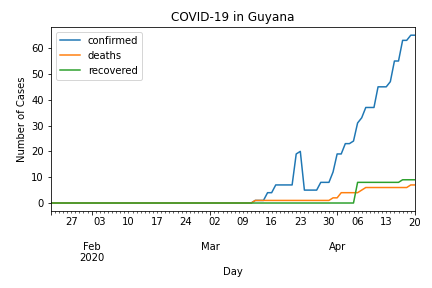 COVID-19 in Guyana
confirmed
deaths
recovered
Number of Cases
60
50
40
30
20
10
0
27 03 10 17 24 02 09 16 23 30 06 13 20
Feb Mar Apr
2020
Day